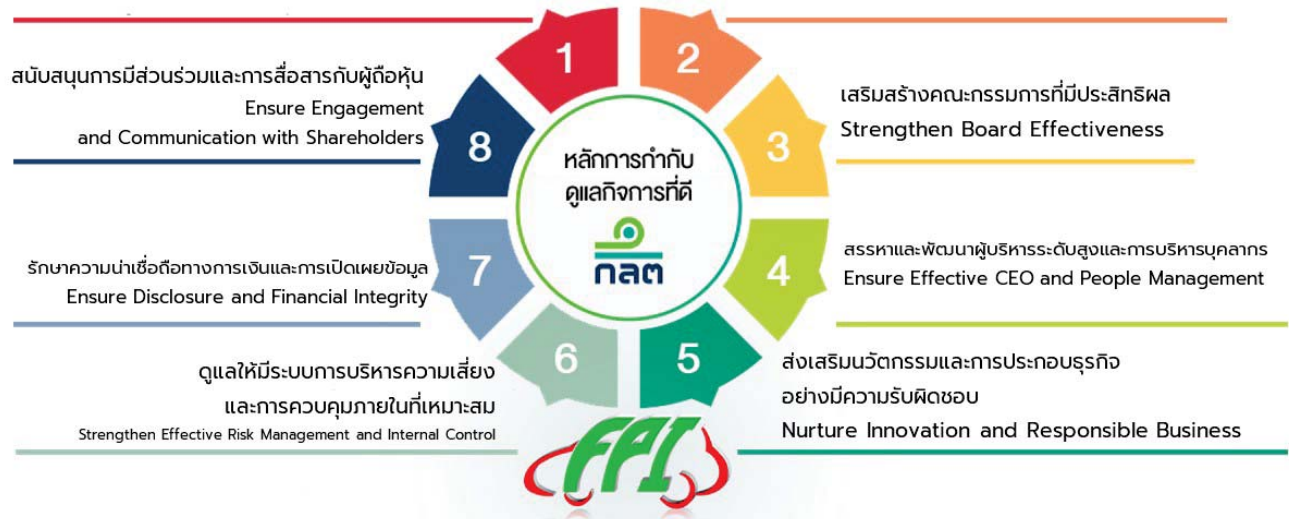 1
2
สนับสนุนการมีส่วนร่วมและการสื่อสารกับผู้ถือหุ้น
Ensure Engagement
and Communication with Shareholders
8
เสริมสร้างคณะกรรมการที่มีประสิทธิผล
Strengthen Board Effectiveness
3
หลักการกำกับ
ดูแลกิจการที่ดี
กลต
รักษาความน่าเชื่อถือทางการเงินและการเปิดเผยข้อมูล
Ensure Disclosure and Financial Integrity
7
สรรหาและพัฒนาผู้บริหารระดับสูงและการบริหารบุคลากร
Ensure Effective CEO and People Management
4
ดูแลให้มีระบบการบริหารความเสี่ยง
และการควบคุมภายในที่เหมาะสม
Strengthen Effective Risk Management and Internal Control
6
5
ส่งเสริมนวัตกรรมและการประกอบธุรกิจ
อย่างมีความรับผิดชอบ
Nurture Innovation and Responsible Business
FPI